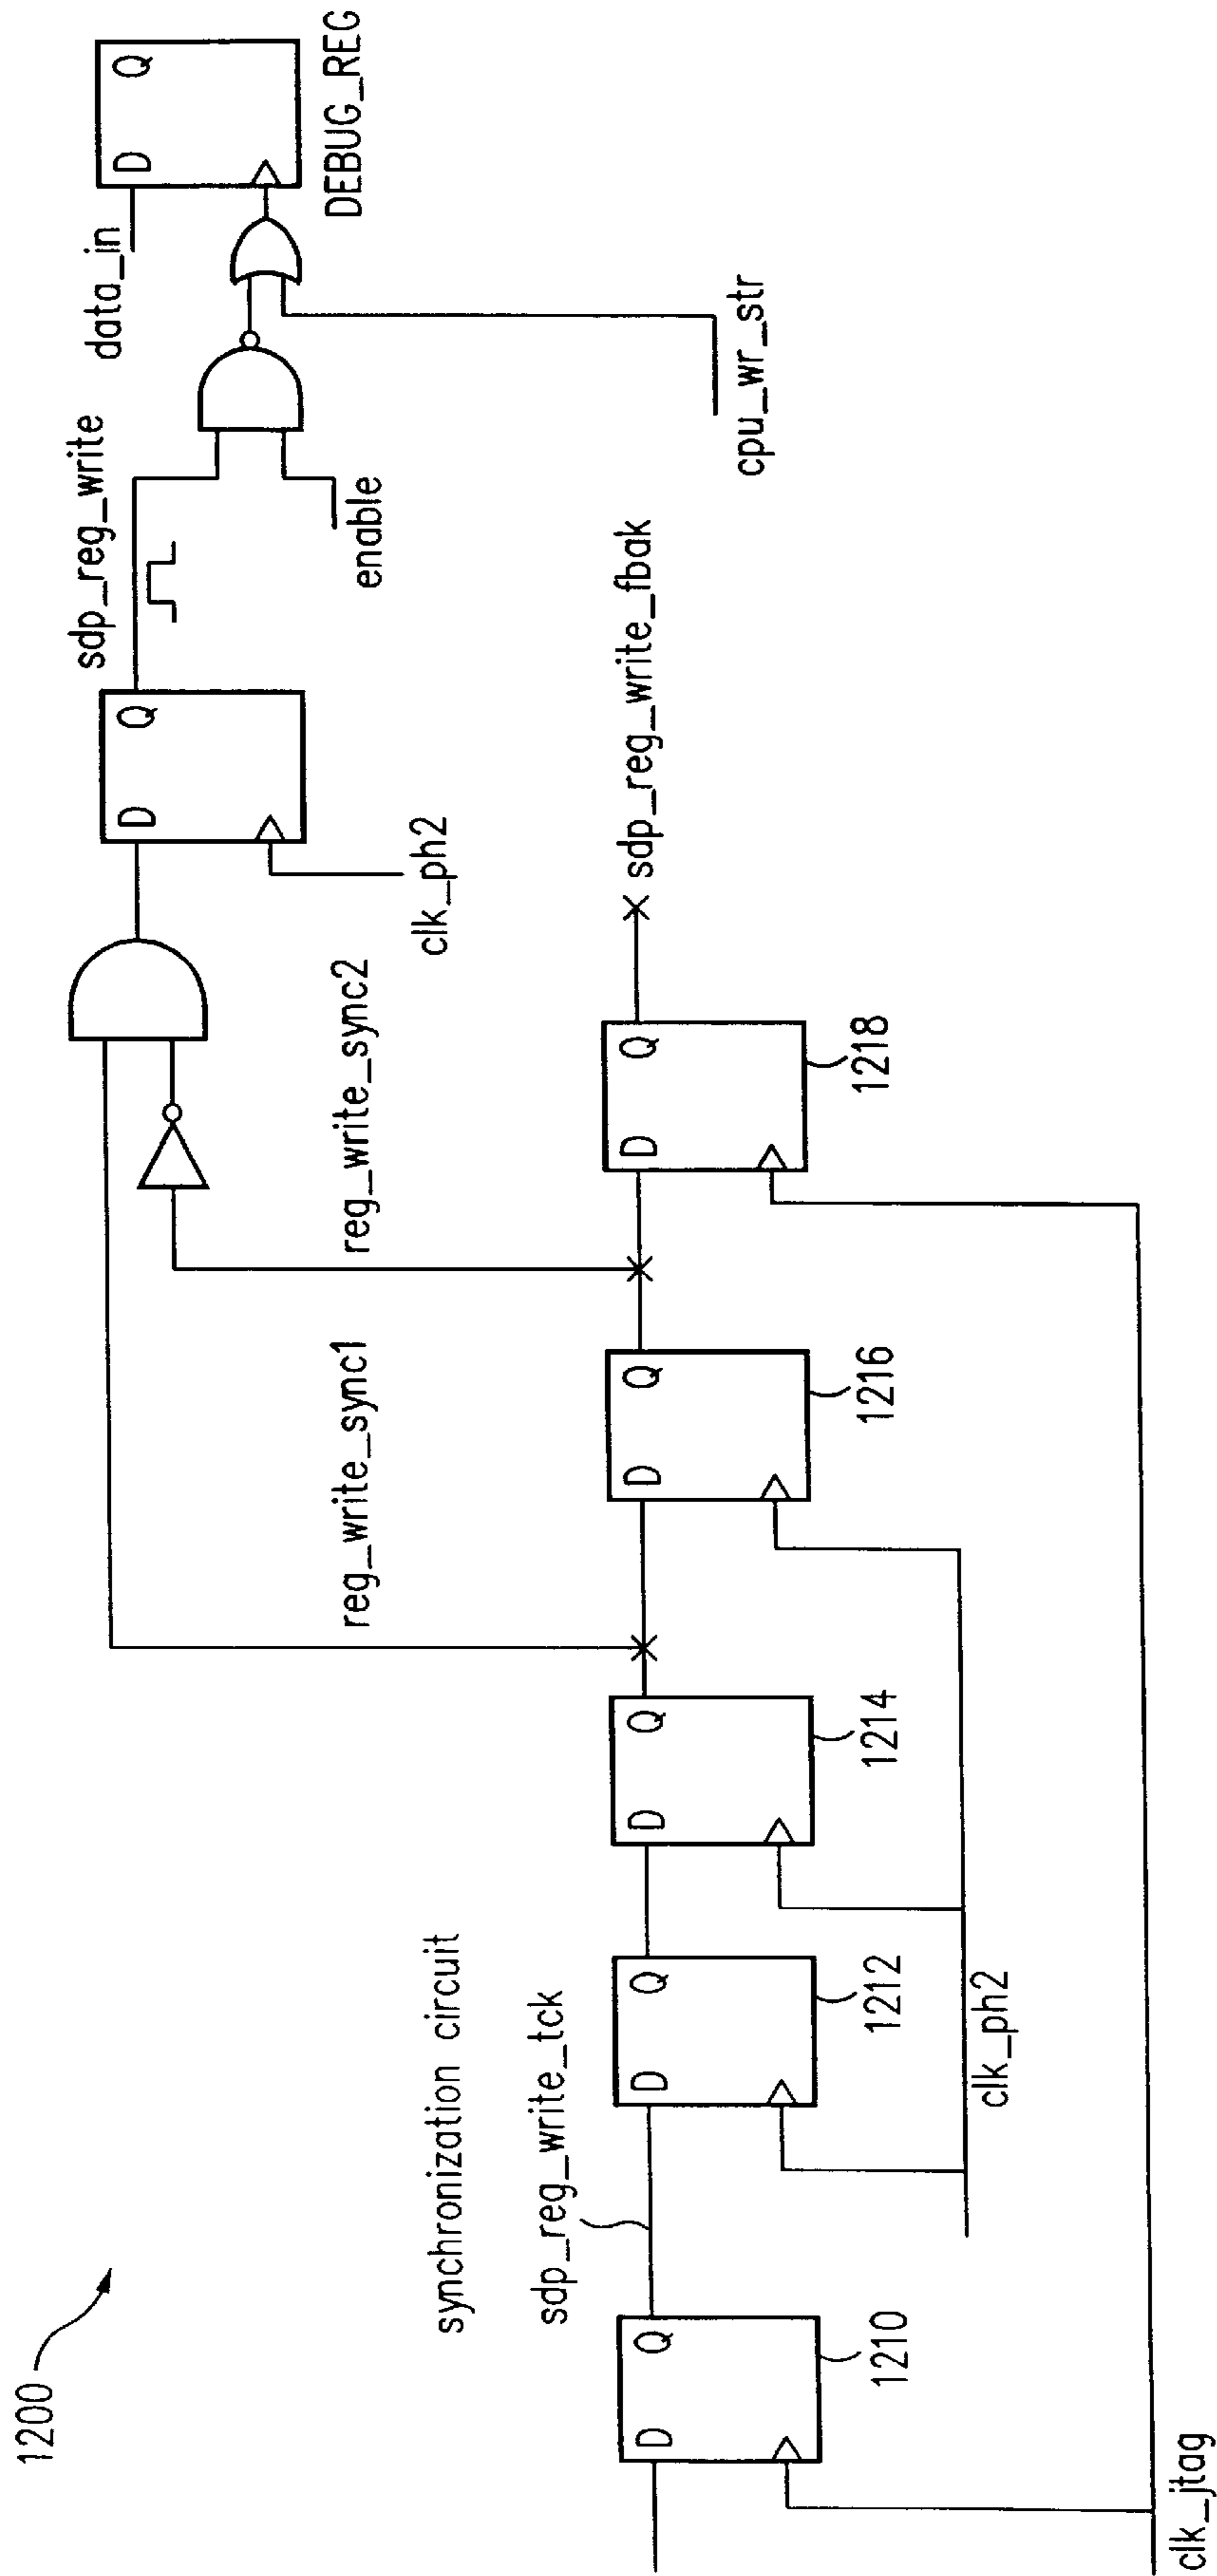 1200
synchronization circuit
sdp_reg_write_tck
D Q
1210
D Q
1212
D Q
1214
D Q
1216
D Q
1218
clk_jtag
clk_ph2
reg_write_sync1
reg_write_sync2
sdp_reg_write_fbak
D Q
clk_ph2
sdp_reg_write
enable
cpu_wr_str
data_in
D Q
DEBUG_REG